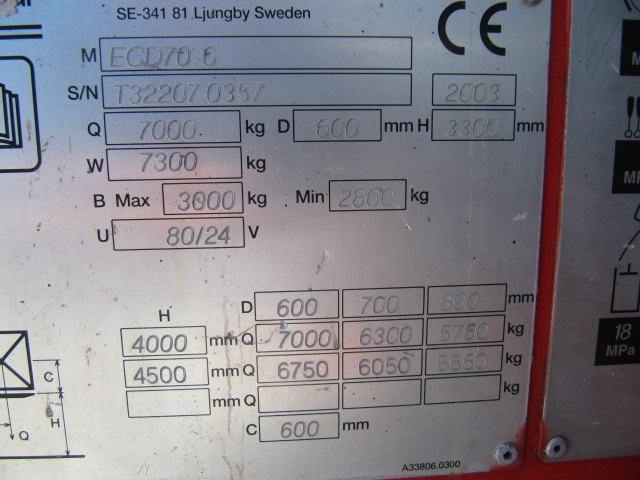 SE-341 81 Ljungby Sweden
CE
M ECD70-6
S/N T32207.0357 2003
Q 7000 kg D 600 mm H 3300 mm
W 7300 kg
B Max 3000 kg Min 2800 kg
U 80/24 V
H D 600 700 800 mm
4000 mm Q 7000 6300 5750 kg
4500 mm Q 6750 6050 5550 kg
mm Q kg
C 600 mm
C
H
Q
18
MPa
A33806.0300